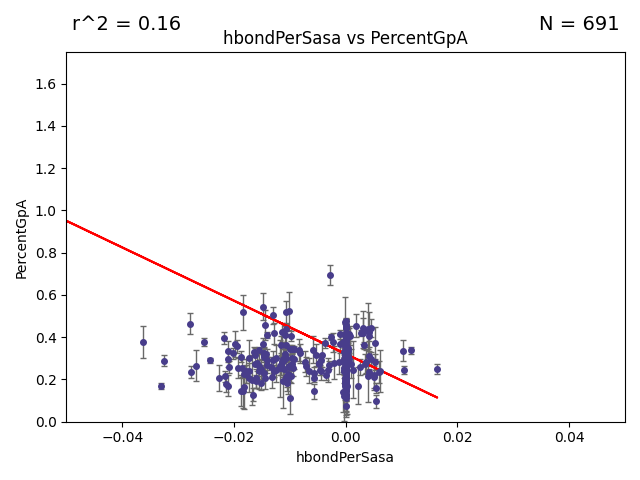 r^2 = 0.16
N = 691
hbondPerSasa vs PercentGpA
1.6
1.4
1.2
1.0
0.8
0.6
0.4
0.2
0.0
PercentGpA
−0.04
−0.02
0.00
0.02
0.04
hbondPerSasa